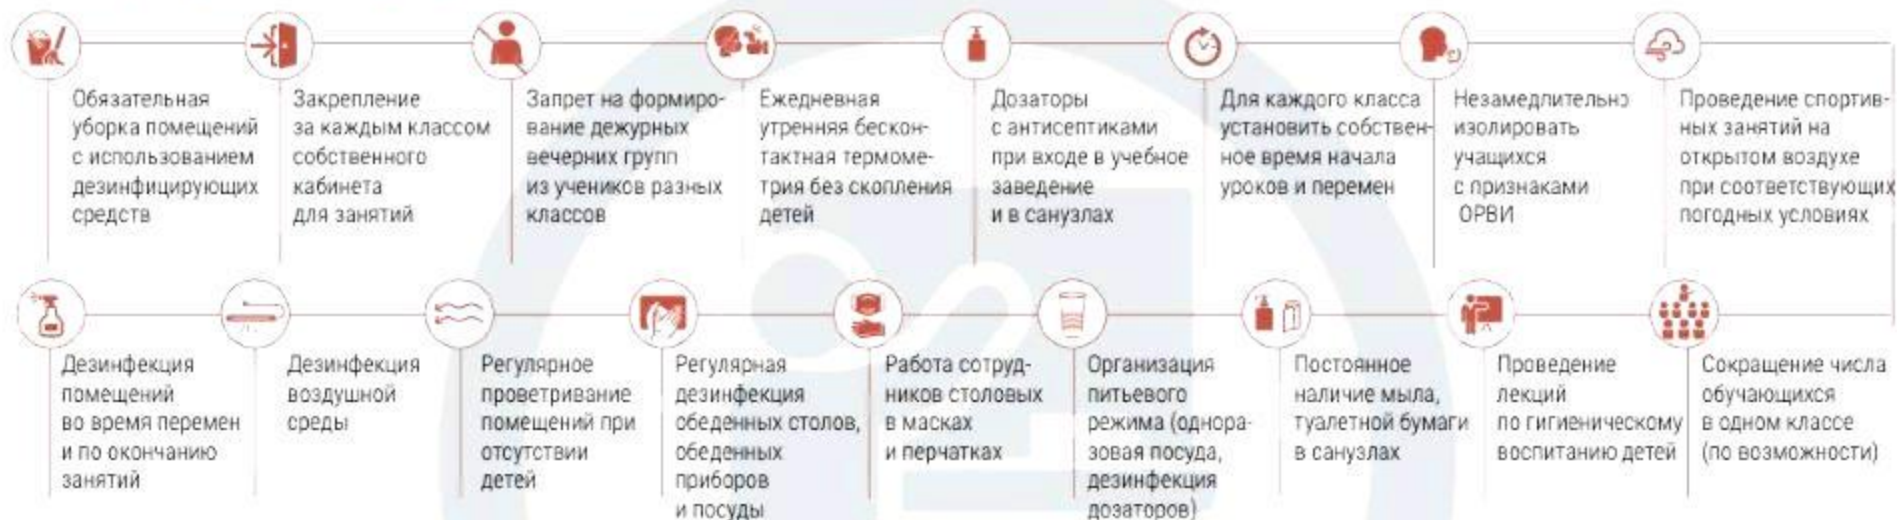 Обязательная
уборка помещений
с использованием
дезинфицирующих
средств
Закрепление
за каждым классом
собственного
кабинета
для занятий
Запрет на формиро-
вание дежурных
вечерних групп
из учеников разных
классов
Ежедневная
утренняя бескон-
тактная термоме-
трия без скопления
детей
Дозаторы
с антисептиками
при входе в учебное
заведение
и в санузлах
Для каждого класса
установить собствен-
ное время начала
уроков и перемен
Незамедлительно
изолировать
учащихся
с признаками
ОРВИ
Проведение спортив-
ных занятий на
открытом воздухе
при соответствующих
погодных условиях
Дезинфекция
помещений
во время перемен
и по окончанию
занятий
Дезинфекция
воздушной
среды
Регулярное
проветривание
помещений при
отсутствии
детей
Регулярная
дезинфекция
обеденных столов,
обеденных
приборов
и посуды
Работа сотруд-
ников столовых
в масках
и перчатках
Организация
питьевого
режима (однора-
зовая посуда,
дезинфекция
дозаторов)
Постоянное
наличие мыла,
туалетной бумаги
в санузлах
Проведение
лекций
по гигиеническому
воспитанию детей
Сокращение числа
обучающихся
в одном классе
(по возможности)